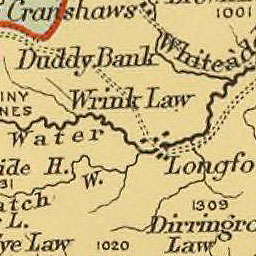 Cranshaws
1001
Duddy Bank
Whitead
Wrink Law
INY
NES
Water
ide H.
W.
Longfo
31
atch
L.
1309
Dirringro
ye Law
1020
Law